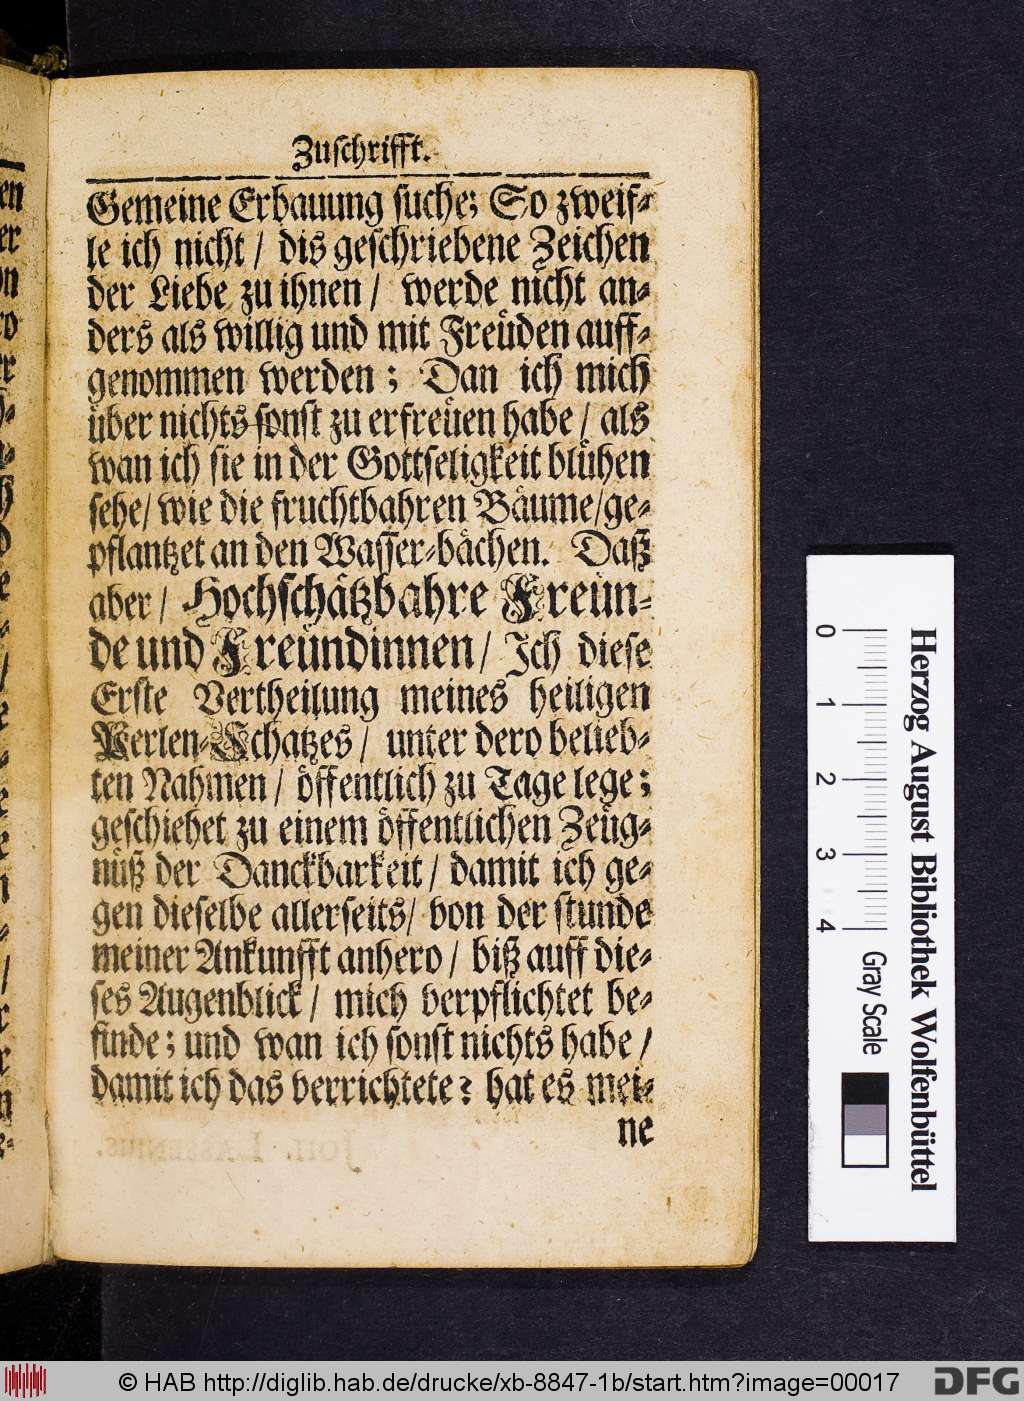 Zuschrifft.
Gemeine Erbauung suche; So zweif-
le ich nicht / dis geschriebene Zeichen
der Liebe zu ihnen / werde nicht an-
ders als willig und mit Freüden auff-
genommen werden; Dan ich mich
über nichts sonst zu erfreüen habe / als
wan ich sie in der Gottseligkeit blühen
sehe / wie die fruchtbahren Bäume / ge-
pflantzet an den Wasser-bächen. Daß
aber / Hochschätzbahre Freün-
de und Freündinnen / Ich diese
Erste Vertheilung meines heiligen
Perlen-Schatzes / unter dero belieb-
ten Nahmen / öffentlich zu Tage lege;
geschiehet zu einem öffentlichen Zeüg-
nüß der Danckbarkeit / damit ich ge-
gen dieselbe allerseits / von der stunde
meiner Ankunfft anhero / biß auff die-
ses Augenblick / mich verpflichtet be-
finde; und wan ich sonst nichts habe /
damit ich das verrichtete? hat es mei-
ne
0 1 2 3 4
Gray Scale
Herzog August Bibliothek Wolfenbüttel
© HAB http://diglib.hab.de/drucke/xb-8847-1b/start.htm?image=00017
DFG